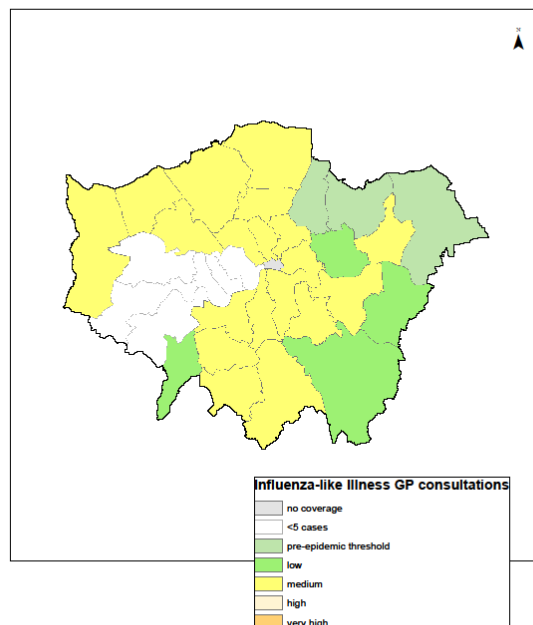 N
Influenza-like Illness GP consultations
no coverage
<5 cases
pre-epidemic threshold
low
medium
high
very high